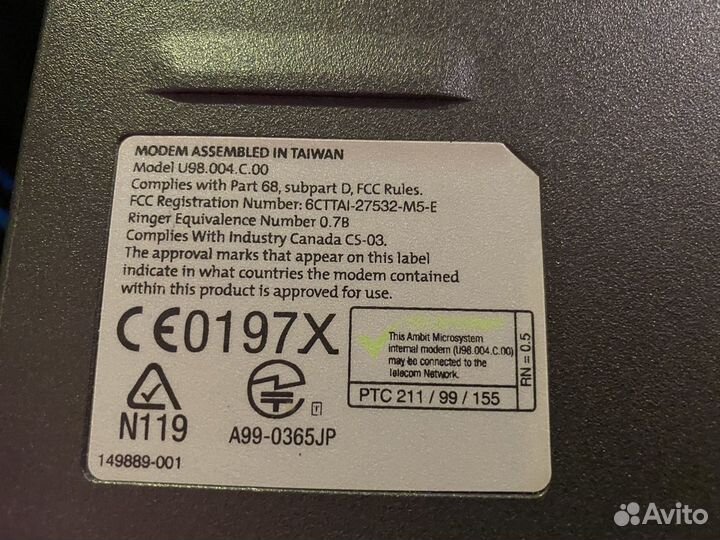 MODEM ASSEMBLED IN TAIWAN
Model U98.004.C.00
Complies with Part 68, subpart D, FCC Rules.
FCC Registration Number: 6CTTAI-27532-M5-E
Ringer Equivalence Number 0.7B
Complies With Industry Canada CS-03.
The approval marks that appear on this label
indicate in what countries the modem contained
within this product is approved for use.
CE0197X
This Ambit Microsystem
internal modem (U98.004.C.00)
may be connected to the
Telecom Network.
RN = 0.5
PTC 211 / 99 / 155
N119
A99-0365JP
149889-001
Avito